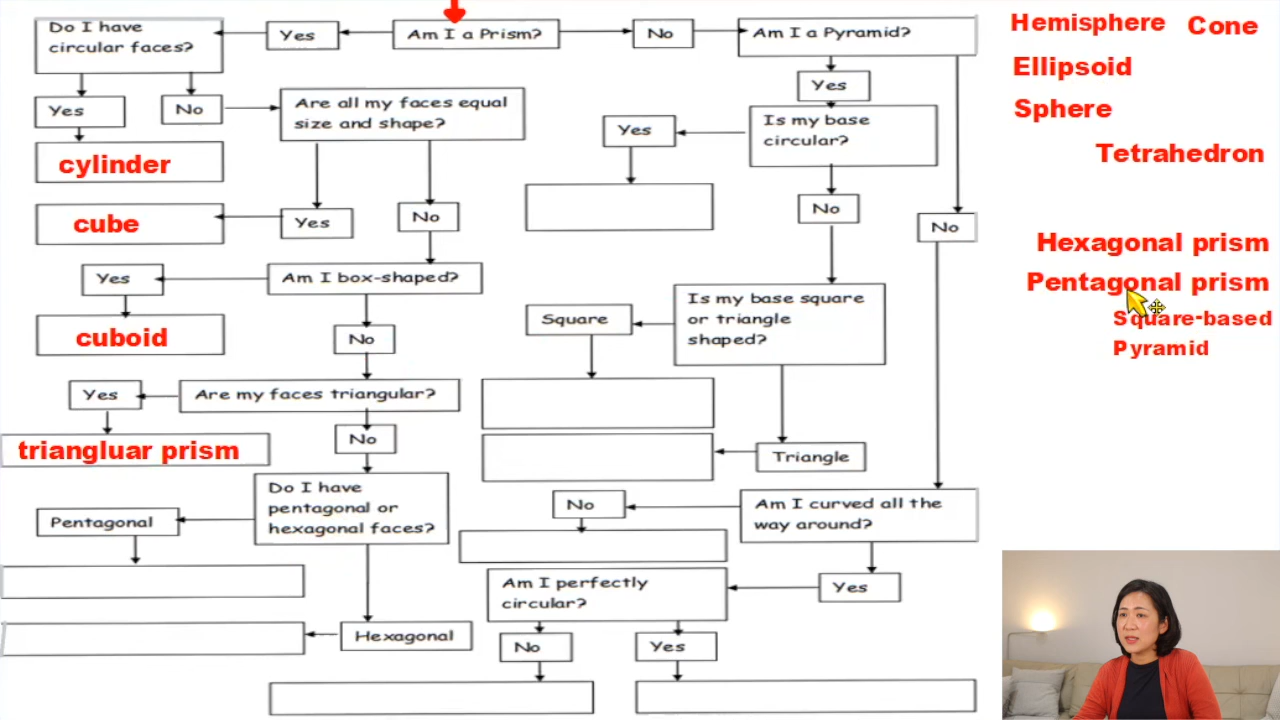 Do I have
circular faces?
Yes
Am I a Prism?
No
Am I a Pyramid?
Hemisphere
Cone
Ellipsoid
Sphere
Tetrahedron
Hexagonal prism
Pentagonal prism
Square-based
Pyramid
Yes
No
Are all my faces equal
size and shape?
Yes
Yes
Is my base
circular?
cylinder
cube
Yes
No
No
No
Yes
Am I box-shaped?
cuboid
No
Square
Is my base square
or triangle
shaped?
Yes
Are my faces triangular?
triangluar prism
No
Triangle
Pentagonal
Do I have
pentagonal or
hexagonal faces?
No
Am I curved all the
way around?
Am I perfectly
circular?
Yes
Hexagonal
No
Yes